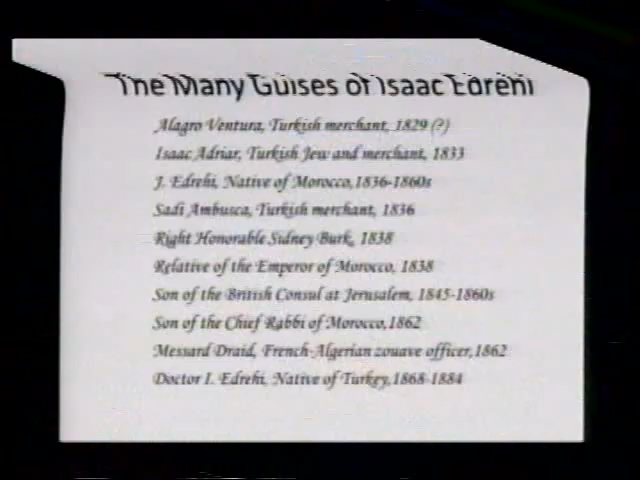 The Many Guises of Isaac Edrehi
Alagro Ventura, Turkish merchant, 1829 (?)
Isaac Adriar, Turkish Jew and merchant, 1833
J. Edrehi, Native of Morocco,1836-1860s
Sadi Ambusca, Turkish merchant, 1836
Right Honorable Sidney Burk, 1838
Relative of the Emperor of Morocco, 1838
Son of the British Consul at Jerusalem, 1845-1860s
Son of the Chief Rabbi of Morocco,1862
Messard Draid, French-Algerian zouave officer,1862
Doctor I. Edrehi, Native of Turkey,1868-1884